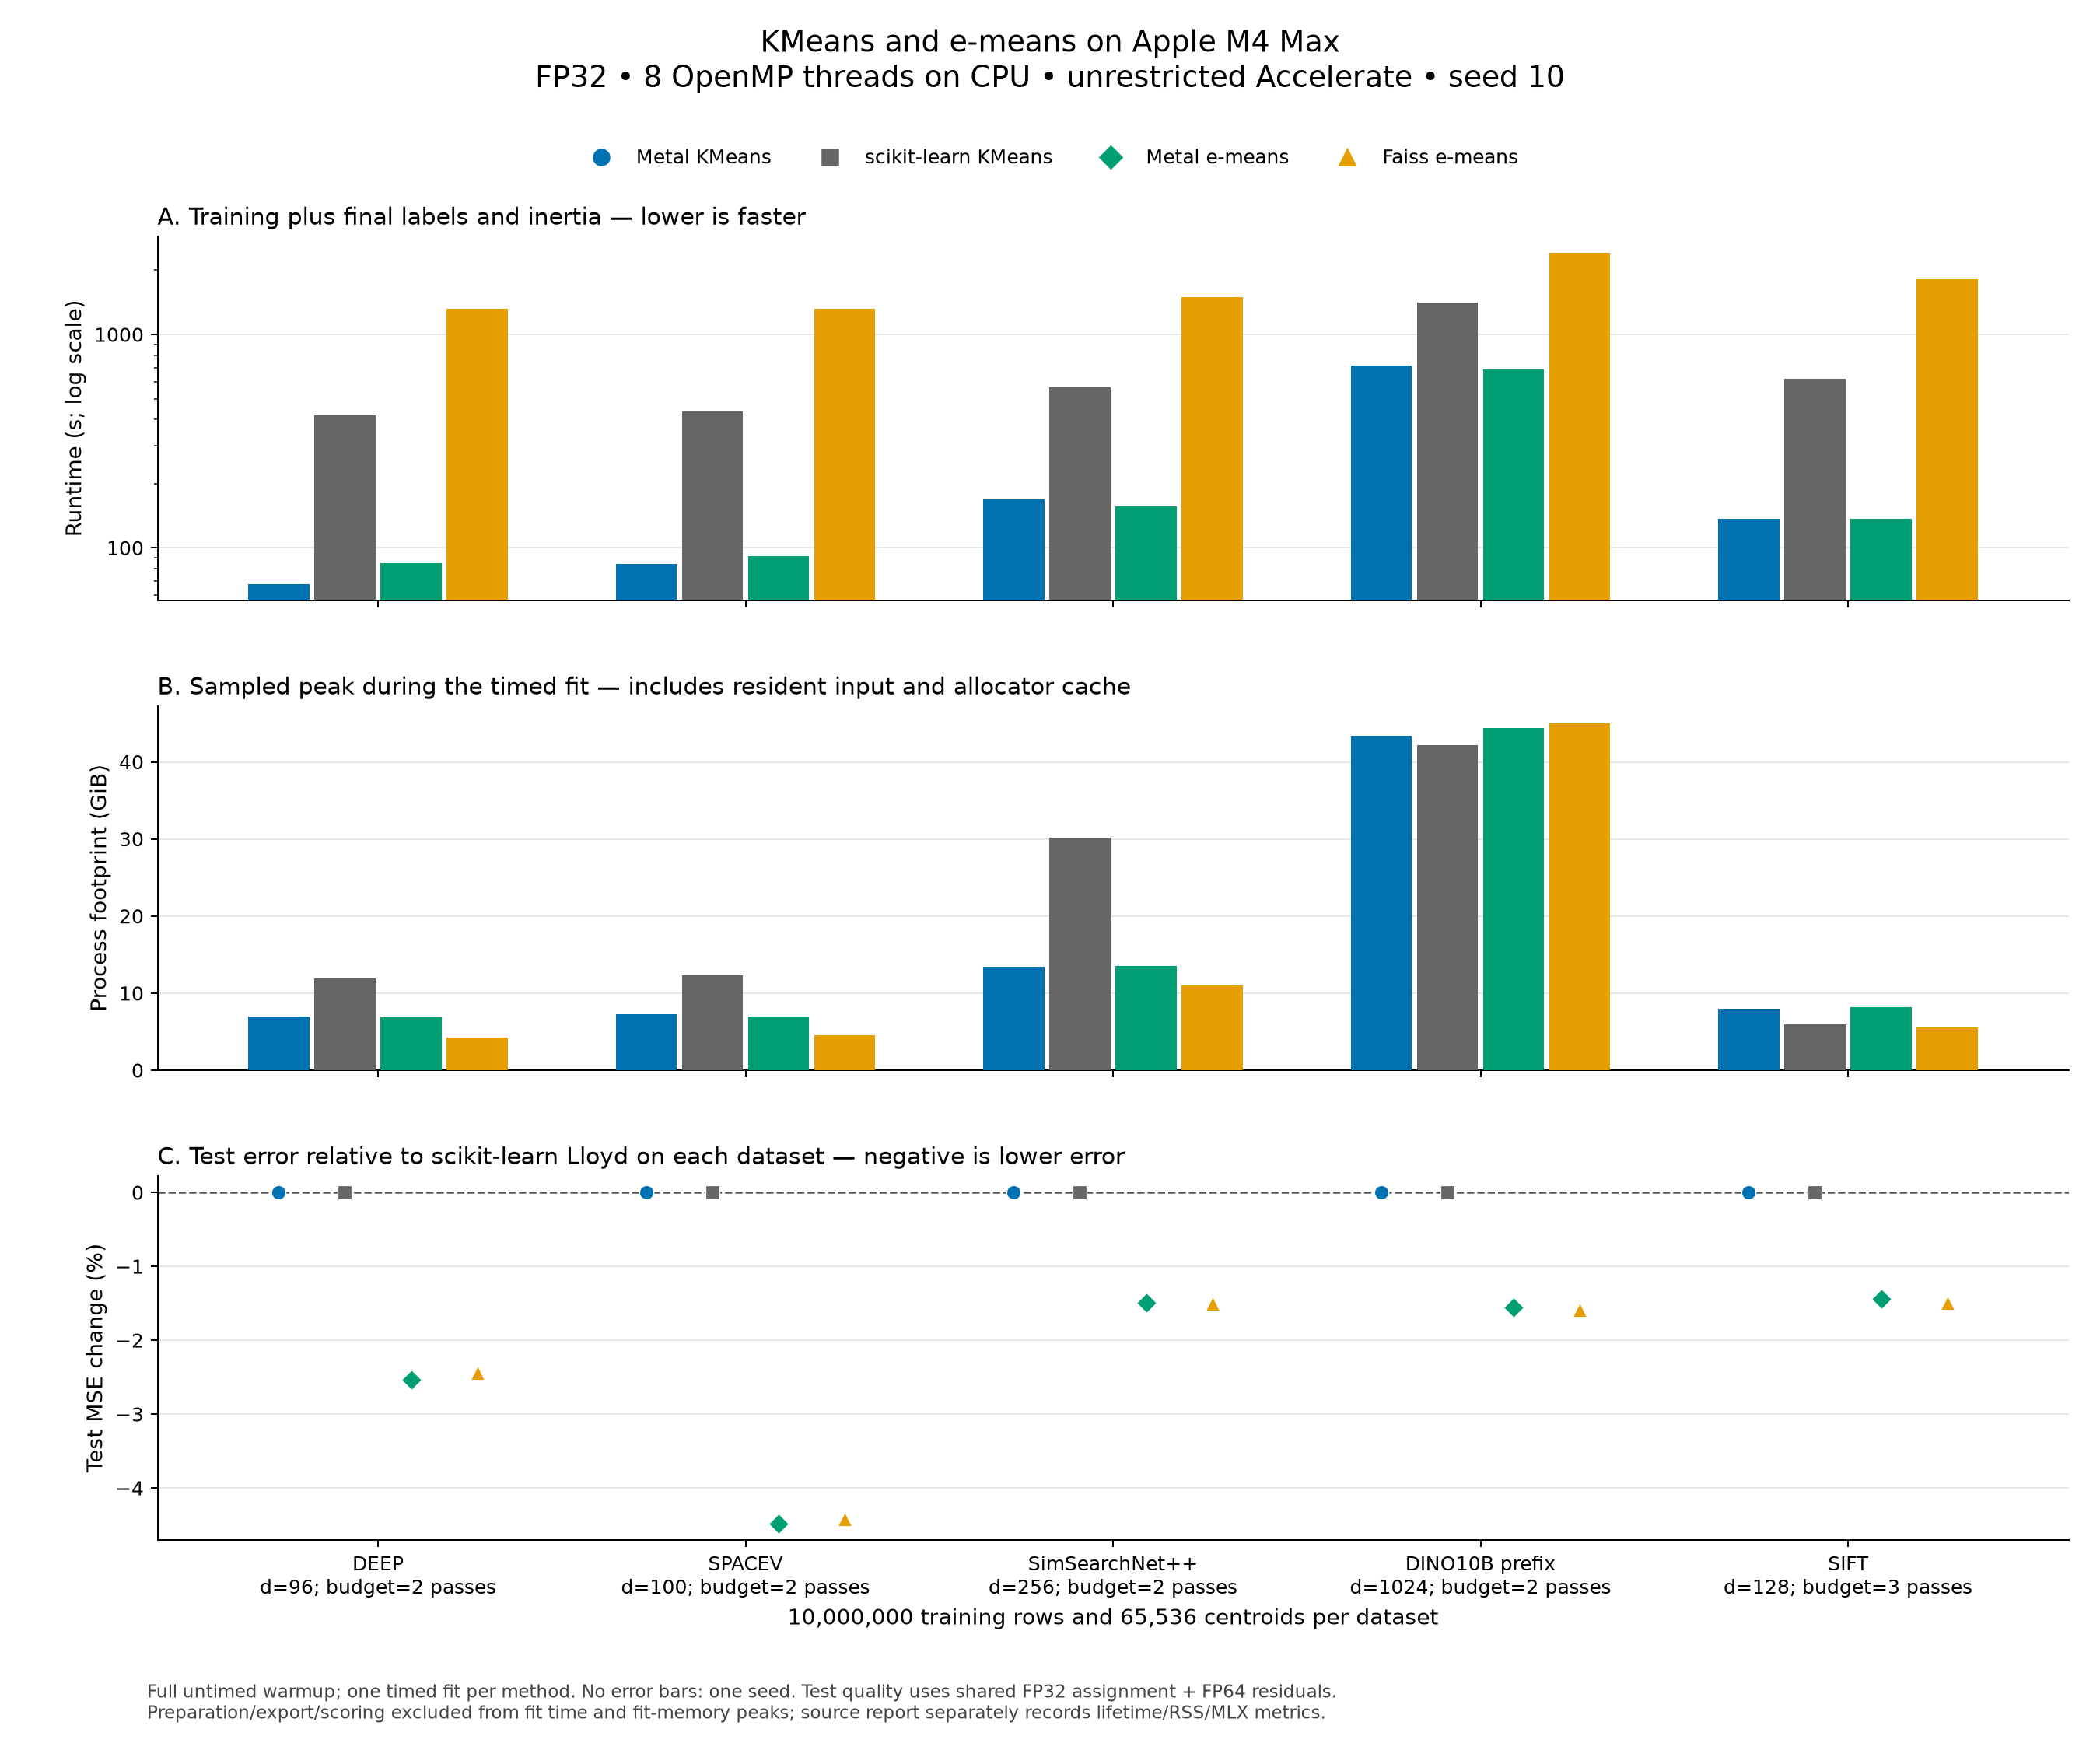 KMeans and e-means on Apple M4 Max
FP32 • 8 OpenMP threads on CPU • unrestricted Accelerate • seed 10
Metal KMeans
scikit-learn KMeans
Metal e-means
Faiss e-means
A. Training plus final labels and inertia — lower is faster
Runtime (s; log scale)
1000
100
B. Sampled peak during the timed fit — includes resident input and allocator cache
Process footprint (GiB)
40
30
20
10
0
C. Test error relative to scikit-learn Lloyd on each dataset — negative is lower error
Test MSE change (%)
0
−1
−2
−3
−4
DEEP
d=96; budget=2 passes
SPACEV
d=100; budget=2 passes
SimSearchNet++
d=256; budget=2 passes
DINO10B prefix
d=1024; budget=2 passes
SIFT
d=128; budget=3 passes
10,000,000 training rows and 65,536 centroids per dataset
Full untimed warmup; one timed fit per method. No error bars: one seed. Test quality uses shared FP32 assignment + FP64 residuals.
Preparation/export/scoring excluded from fit time and fit-memory peaks; source report separately records lifetime/RSS/MLX metrics.